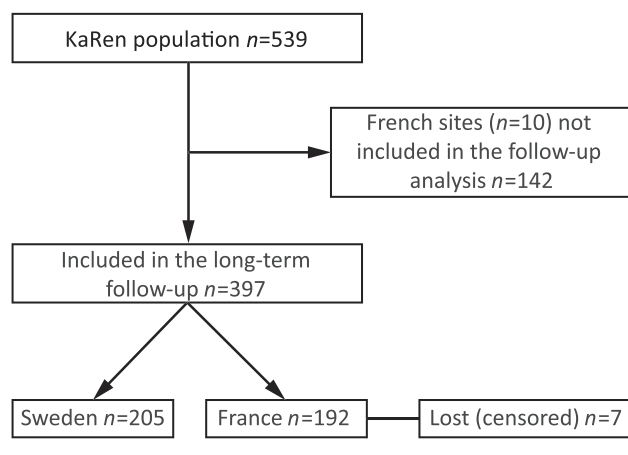 KaRen population n=539
French sites (n=10) not
included in the follow-up
analysis n=142
Included in the long-term
follow-up n=397
Sweden n=205
France n=192
Lost (censored) n=7